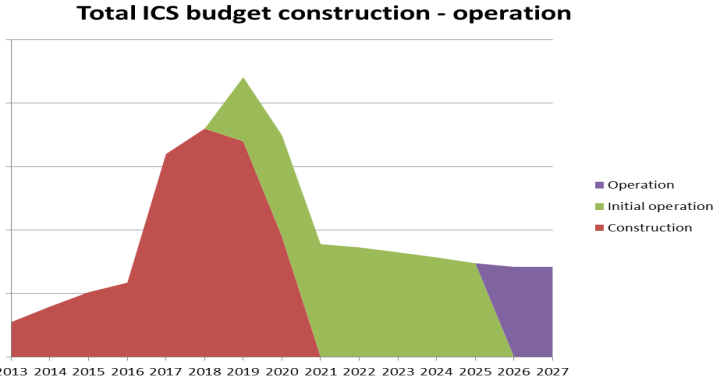 Total ICS budget construction - operation
Operation
Initial operation
Construction
2013 2014 2015 2016 2017 2018 2019 2020 2021 2022 2023 2024 2025 2026 2027